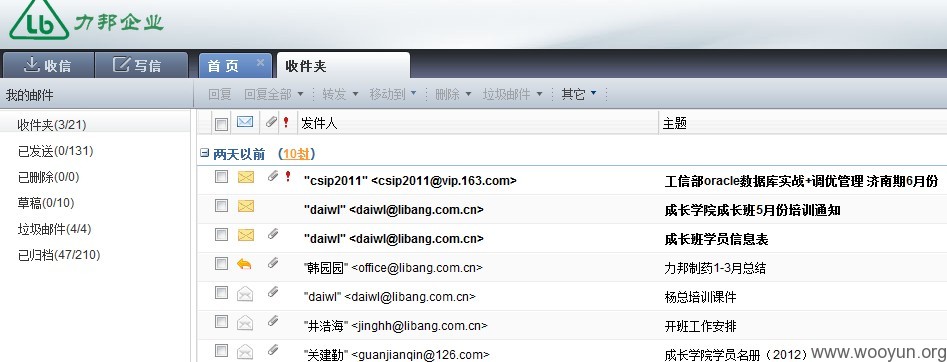 Lb 力邦企业
收信 写信 首页 收件夹
我的邮件 回复 回复全部 转发 移动到 删除 垃圾邮件 其它
收件夹(3/21)
已发送(0/131)
已删除(0/0)
草稿(0/10)
垃圾邮件(4/4)
已归档(47/210)
! 发件人 主题
两天以前 (10封)
! "csip2011" <csip2011@vip.163.com> 工信部oracle数据库实战+调优管理 济南期6月份
"daiwl" <daiwl@libang.com.cn> 成长学院成长班5月份培训通知
"daiwl" <daiwl@libang.com.cn> 成长班学员信息表
"韩园园" <office@libang.com.cn> 力邦制药1-3月总结
"daiwl" <daiwl@libang.com.cn> 杨总培训课件
"井浩海" <jinghh@libang.com.cn> 开班工作安排
"关建勤" <guanjianqin@126.com> 成长学院学员名册（2012）
www.wooyun.org